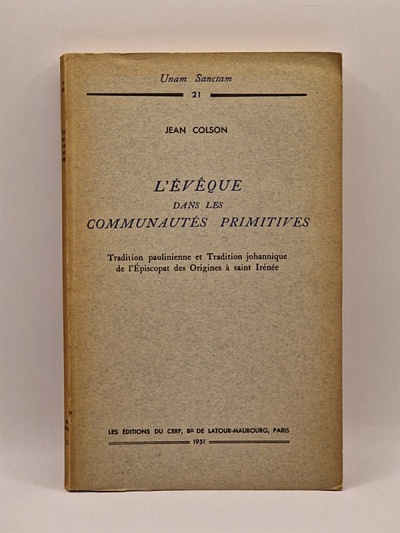 Unam Sanctam
21
JEAN COLSON
L'ÉVÊQUE
DANS LES
COMMUNAUTÉS PRIMITIVES
Tradition paulinienne et Tradition johannique
de l'Épiscopat des Origines à saint Irénée
LES ÉDITIONS DU CERF, BD DE LATOUR-MAUBOURG, PARIS
1951